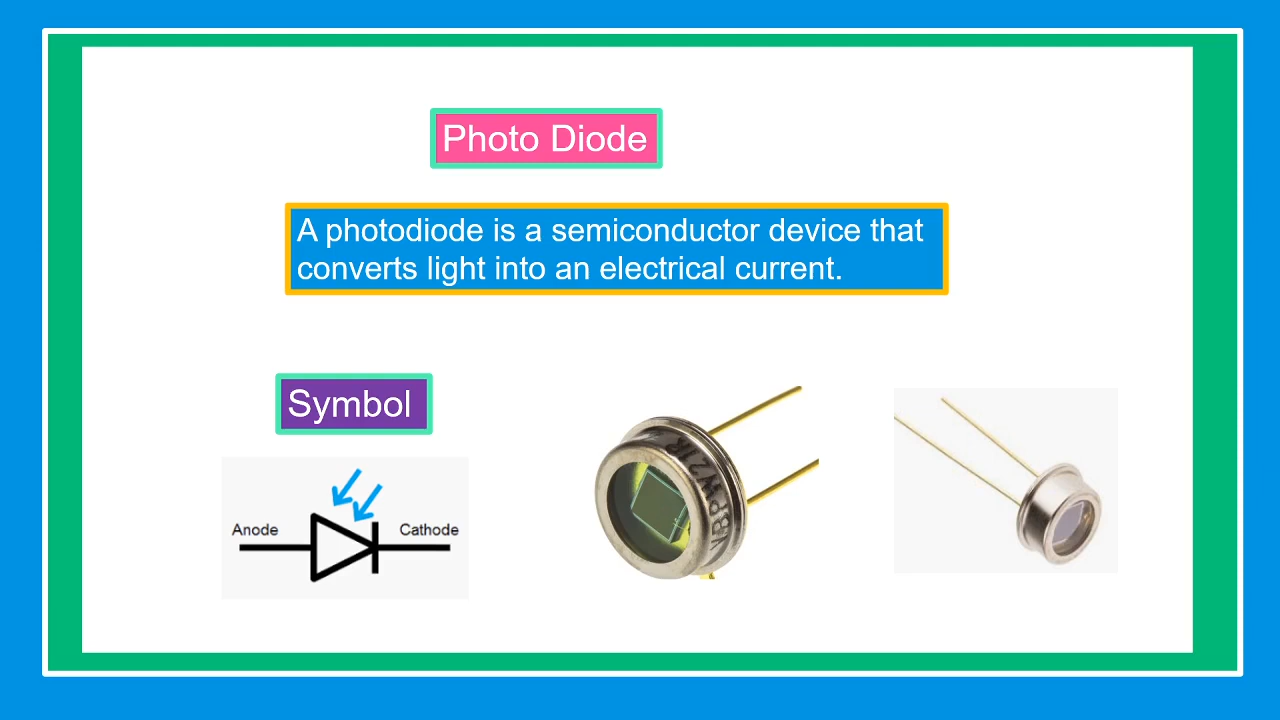 Photo Diode
A photodiode is a semiconductor device that
converts light into an electrical current.
Symbol
Anode
Cathode